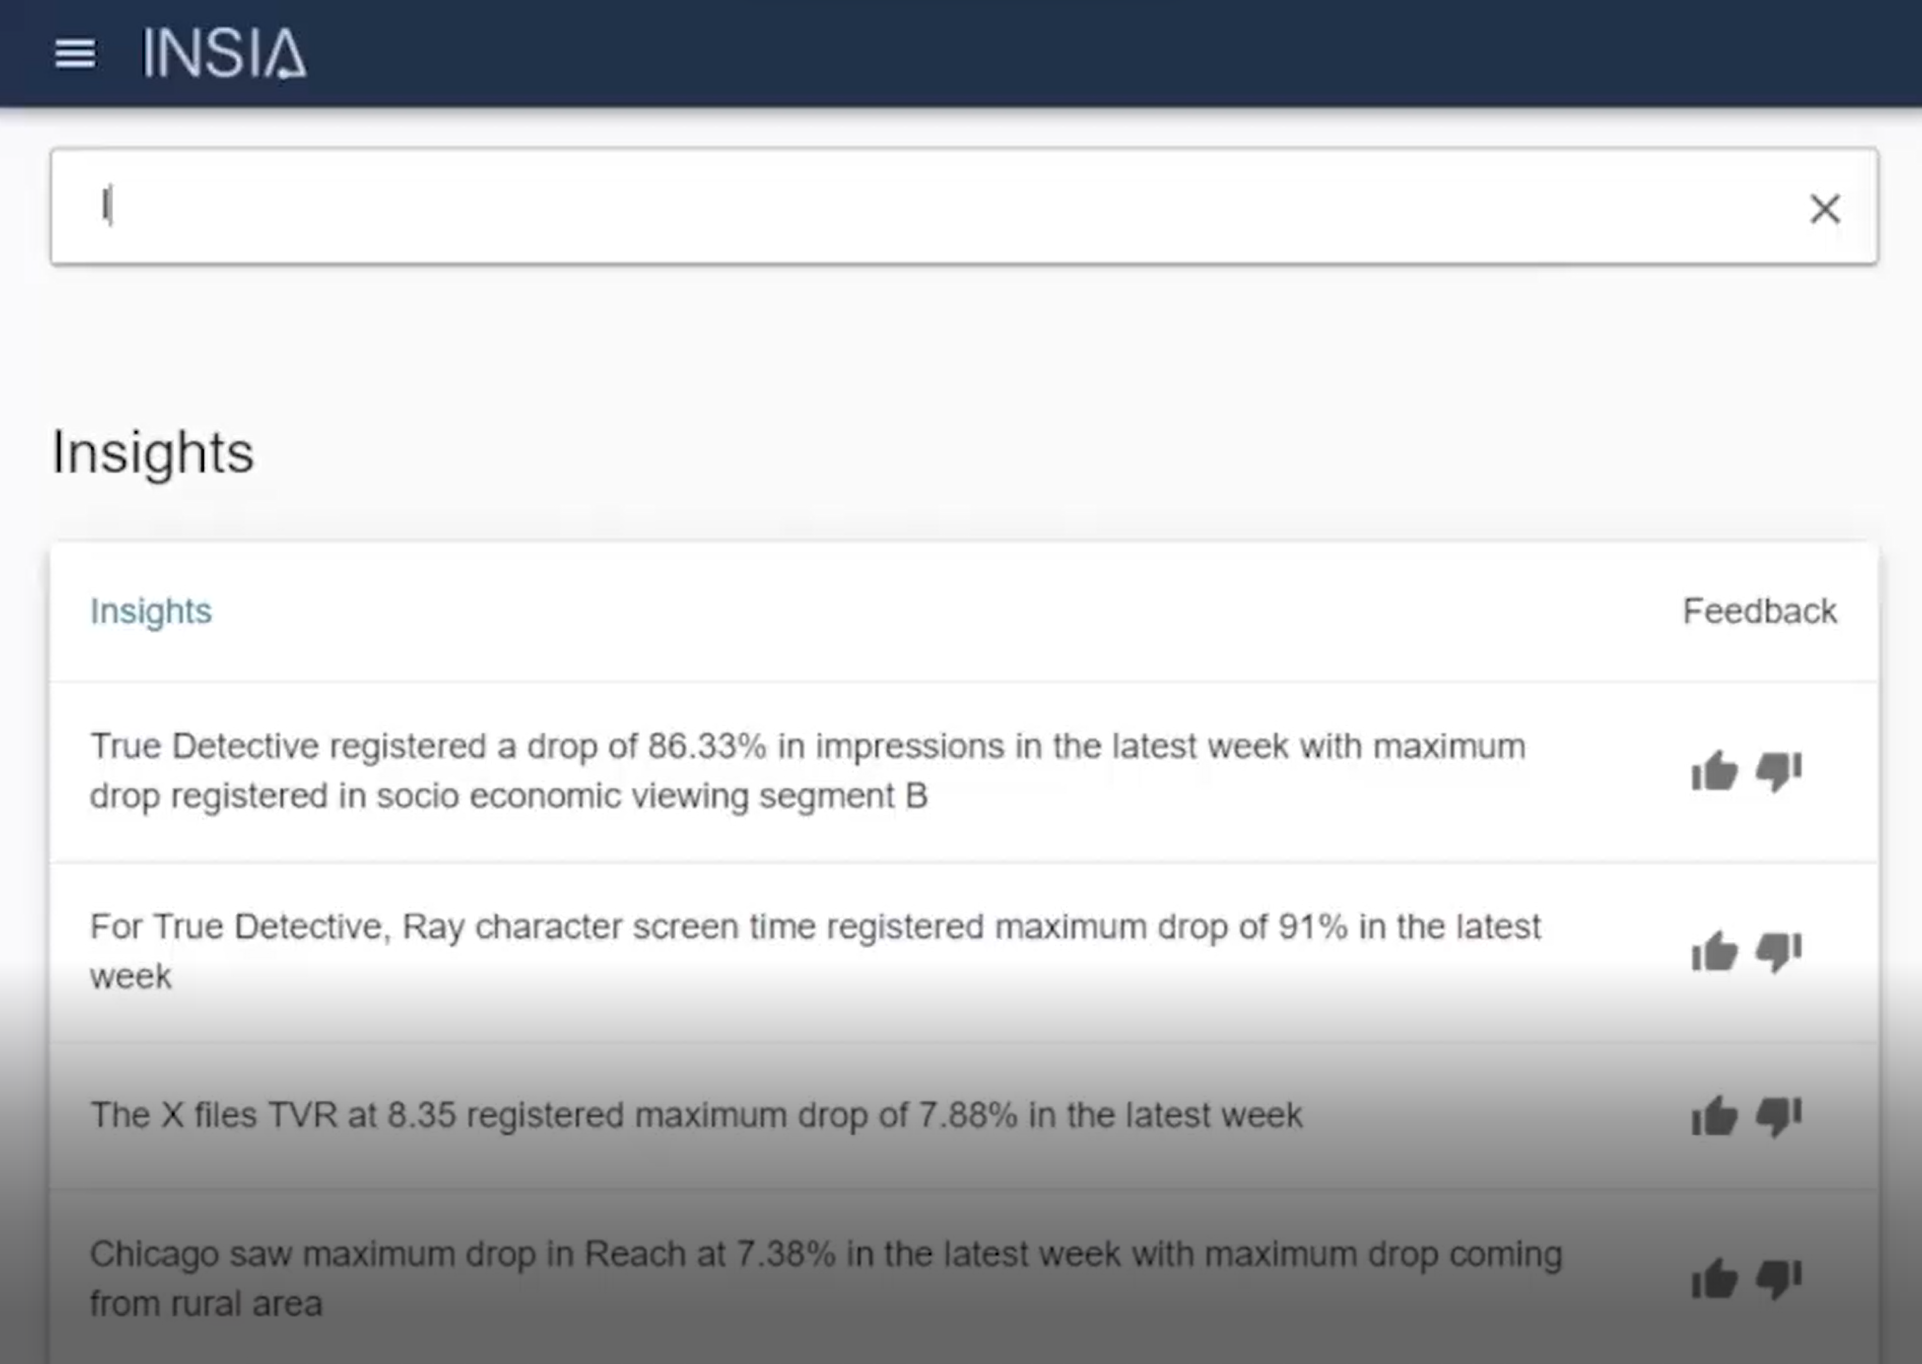 INSIA
I
Insights
Insights
Feedback
True Detective registered a drop of 86.33% in impressions in the latest week with maximum
drop registered in socio economic viewing segment B
For True Detective, Ray character screen time registered maximum drop of 91% in the latest
week
The X files TVR at 8.35 registered maximum drop of 7.88% in the latest week
Chicago saw maximum drop in Reach at 7.38% in the latest week with maximum drop coming
from rural area